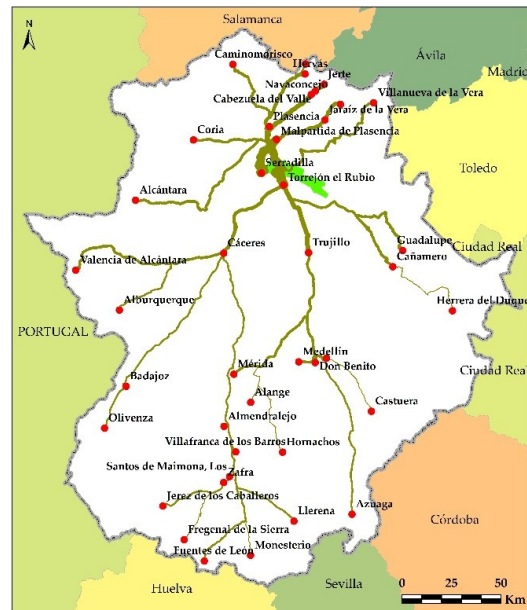 Salamanca
N
Ávila
Madrid
Caminomorisco
Hervás
Jerte
Navaconcejo
Cabezuela del Valle
Villanueva de la Vera
Jaraíz de la Vera
Plasencia
Coria
Malpartida de Plasencia
Toledo
Serradilla
Torrejón el Rubio
Alcántara
Cáceres
Trujillo
Guadalupe
Ciudad Real
Cañamero
Valencia de Alcántara
Alburquerque
Herrera del Duque
PORTUGAL
Medellín
Don Benito
Ciudad Real
Mérida
Badajoz
Alange
Castuera
Olivenza
Almendralejo
Villafranca de los Barros
Hornachos
Santos de Maimona, Los
Zafra
Jerez de los Caballeros
Llerena
Azuaga
Córdoba
Fregenal de la Sierra
Fuentes de León
Monesterio
Huelva
Sevilla
0 25 50
Km